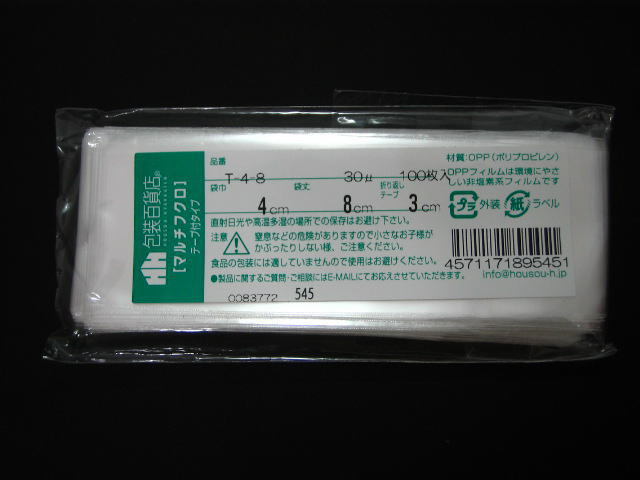 包装百貨店®
HOUSOU HYAKKATEN
【マルチフクロ】
テープ付タイプ
品番
T-4-8 30μ 100枚入
袋巾 4cm 袋丈 8cm 折り返しテープ 3cm
直射日光や高温多湿の場所での保存はお避け下さい。
注意 窒息などの危険がありますので小さなお子様が
かぶったりしない様、ご注意ください。
食品の包装には適していませんので使用はお避けください。
●製品に関するご質問・ご相談にはE-MAILにてお応えさせていただきます。
0083772 545
材質:OPP(ポリプロピレン)
OPPフィルムは環境にやさ
しい非塩素系フィルムです
プラ 外装 紙 ラベル
4571171895451
info@housou-h.jp